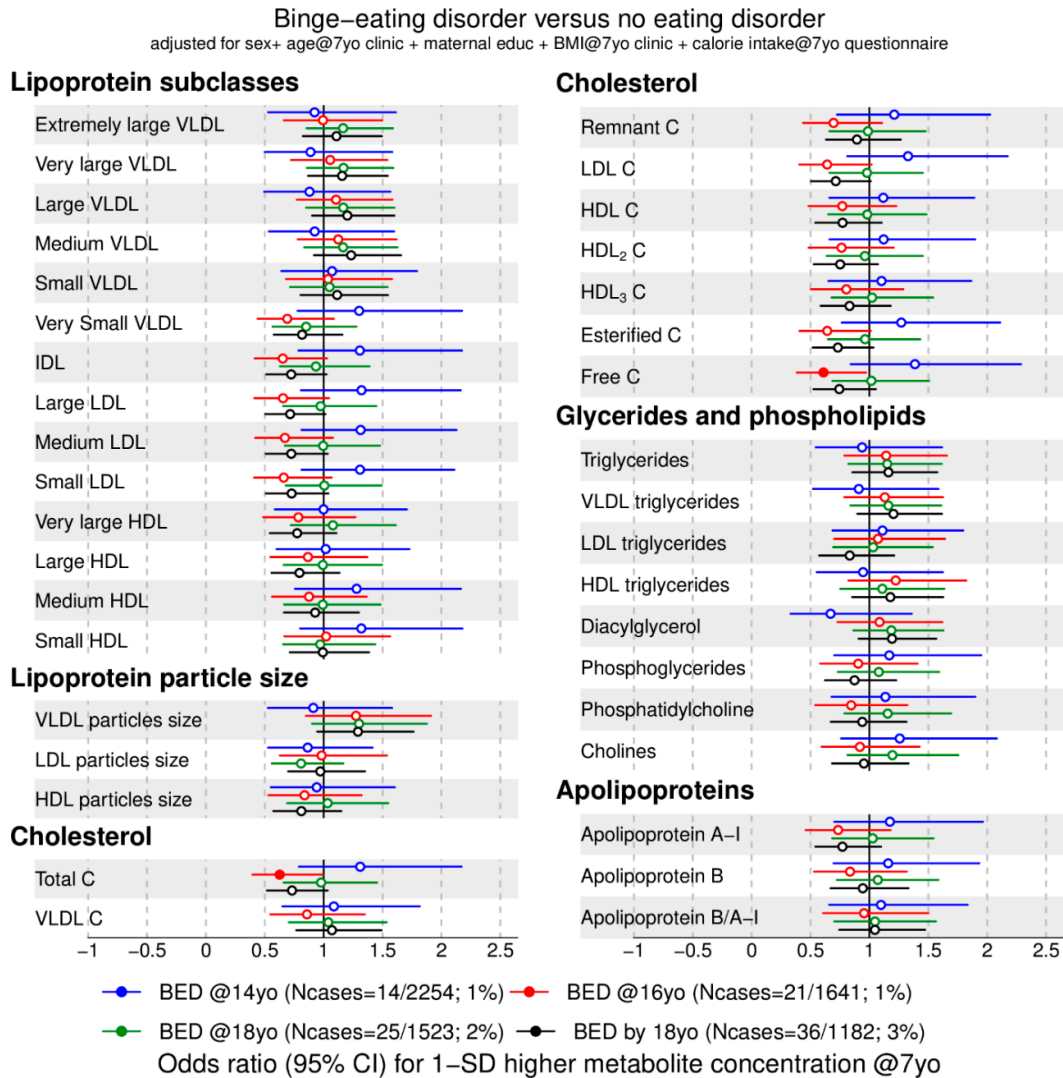 Binge−eating disorder versus no eating disorder
adjusted for sex+ age@7yo clinic + maternal educ + BMI@7yo clinic + calorie intake@7yo questionnaire
Lipoprotein subclasses
Extremely large VLDL
Very large VLDL
Large VLDL
Medium VLDL
Small VLDL
Very Small VLDL
IDL
Large LDL
Medium LDL
Small LDL
Very large HDL
Large HDL
Medium HDL
Small HDL
Lipoprotein particle size
VLDL particles size
LDL particles size
HDL particles size
Cholesterol
Total C
VLDL C
−1 −0.5 0 0.5 1 1.5 2 2.5
Cholesterol
Remnant C
LDL C
HDL C
HDL₂ C
HDL₃ C
Esterified C
Free C
Glycerides and phospholipids
Triglycerides
VLDL triglycerides
LDL triglycerides
HDL triglycerides
Diacylglycerol
Phosphoglycerides
Phosphatidylcholine
Cholines
Apolipoproteins
Apolipoprotein A−I
Apolipoprotein B
Apolipoprotein B/A−I
−1 −0.5 0 0.5 1 1.5 2 2.5
BED @14yo (Ncases=14/2254; 1%) BED @16yo (Ncases=21/1641; 1%)
BED @18yo (Ncases=25/1523; 2%) BED by 18yo (Ncases=36/1182; 3%)
Odds ratio (95% CI) for 1−SD higher metabolite concentration @7yo